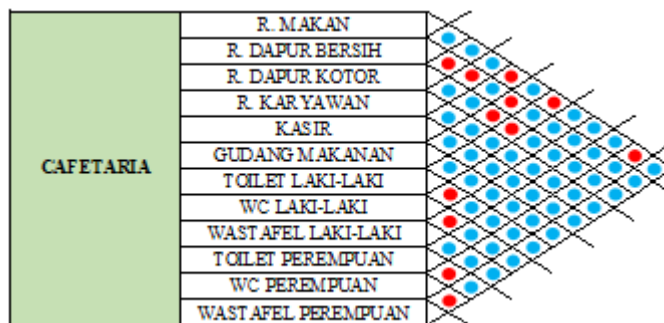 R. MAKAN
R. DAPUR BERSIH
R. DAPUR KOTOR
R. KARYAWAN
KASIR
CAFETARIA
GUDANG MAKANAN
TOILET LAKI-LAKI
WC LAKI-LAKI
WASTAFEL LAKI-LAKI
TOILET PEREMPUAN
WC PEREMPUAN
WASTAFEL PEREMPUAN